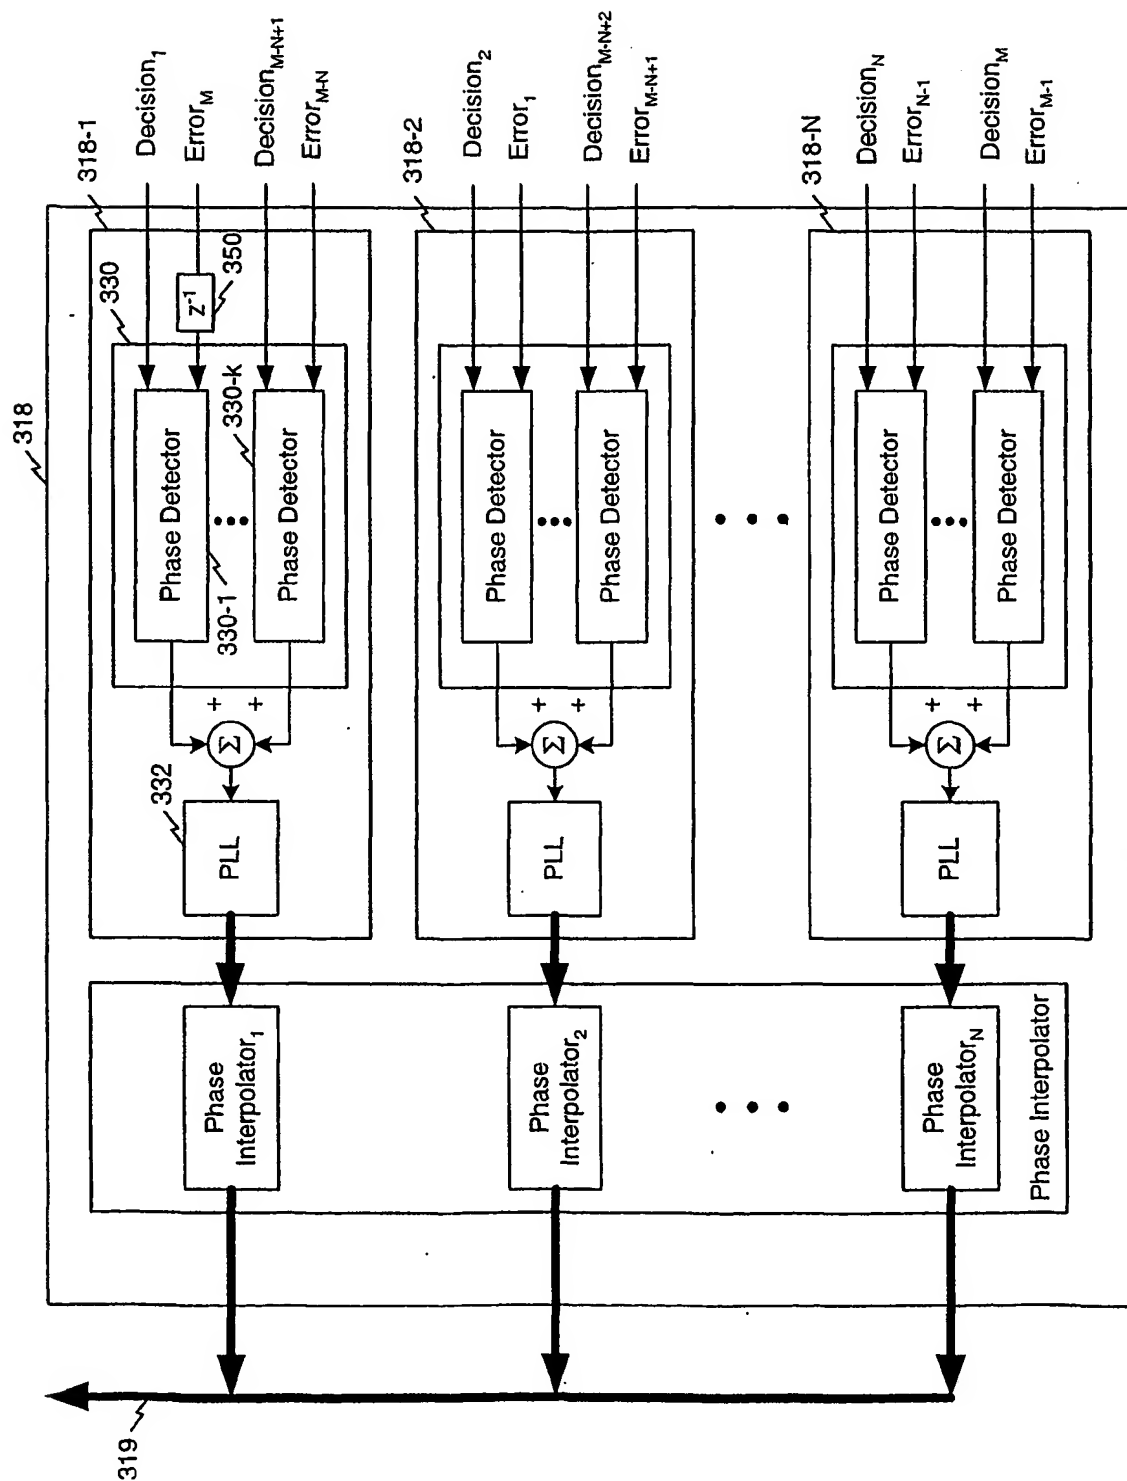 318
318-1
Decision1
ErrorM
DecisionM-N+1
ErrorM-N
330
Z-1
350
Phase Detector
330-1
330-k
Phase Detector
+
+
Σ
332
PLL
318-2
Decision2
Error1
DecisionM-N+2
ErrorM-N+1
Phase Detector
Phase Detector
+
+
Σ
PLL
318-N
DecisionN
ErrorN-1
DecisionM
ErrorM-1
Phase Detector
Phase Detector
+
+
Σ
PLL
Phase
Interpolator1
Phase
Interpolator2
Phase
InterpolatorN
Phase Interpolator
319